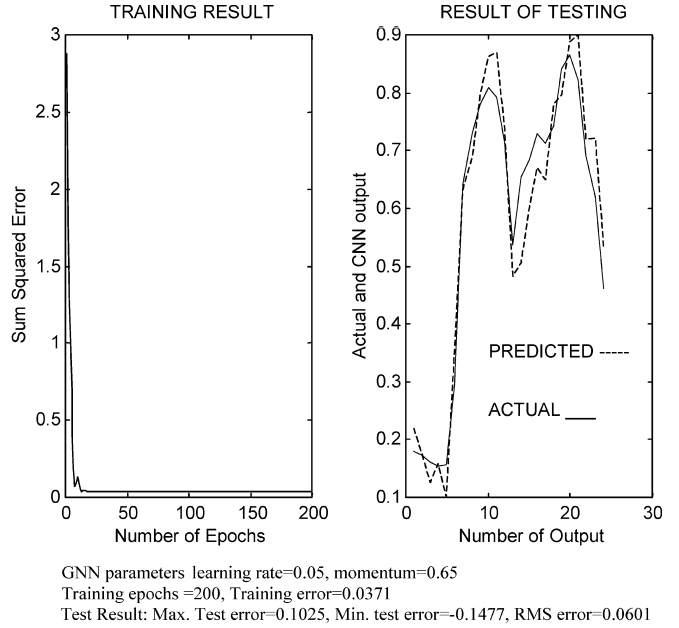 TRAINING RESULT
3
2.5
2
1.5
1
0.5
0
0
50
100
150
200
Sum Squared Error
Number of Epochs
RESULT OF TESTING
0.9
0.8
0.7
0.6
0.5
0.4
0.3
0.2
0.1
0
10
20
30
Actual and CNN output
PREDICTED
ACTUAL
Number of Output
GNN parameters learning rate=0.05, momentum=0.65
Training epochs =200, Training error=0.0371
Test Result: Max. Test error=0.1025, Min. test error=-0.1477, RMS error=0.0601